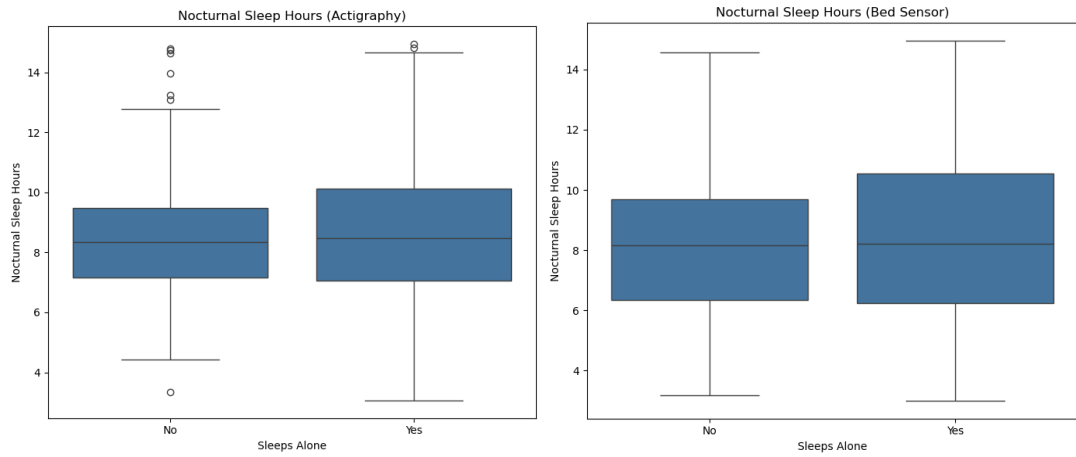 Nocturnal Sleep Hours (Actigraphy)
Nocturnal Sleep Hours
14
12
10
8
6
4
No
Yes
Sleeps Alone
Nocturnal Sleep Hours (Bed Sensor)
Nocturnal Sleep Hours
14
12
10
8
6
4
No
Yes
Sleeps Alone